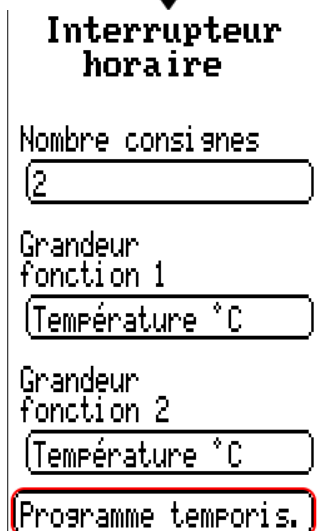 Interrupteur
horaire
Nombre consignes
2
Grandeur
fonction 1
Température °C
Grandeur
fonction 2
Température °C
Programme temporis.